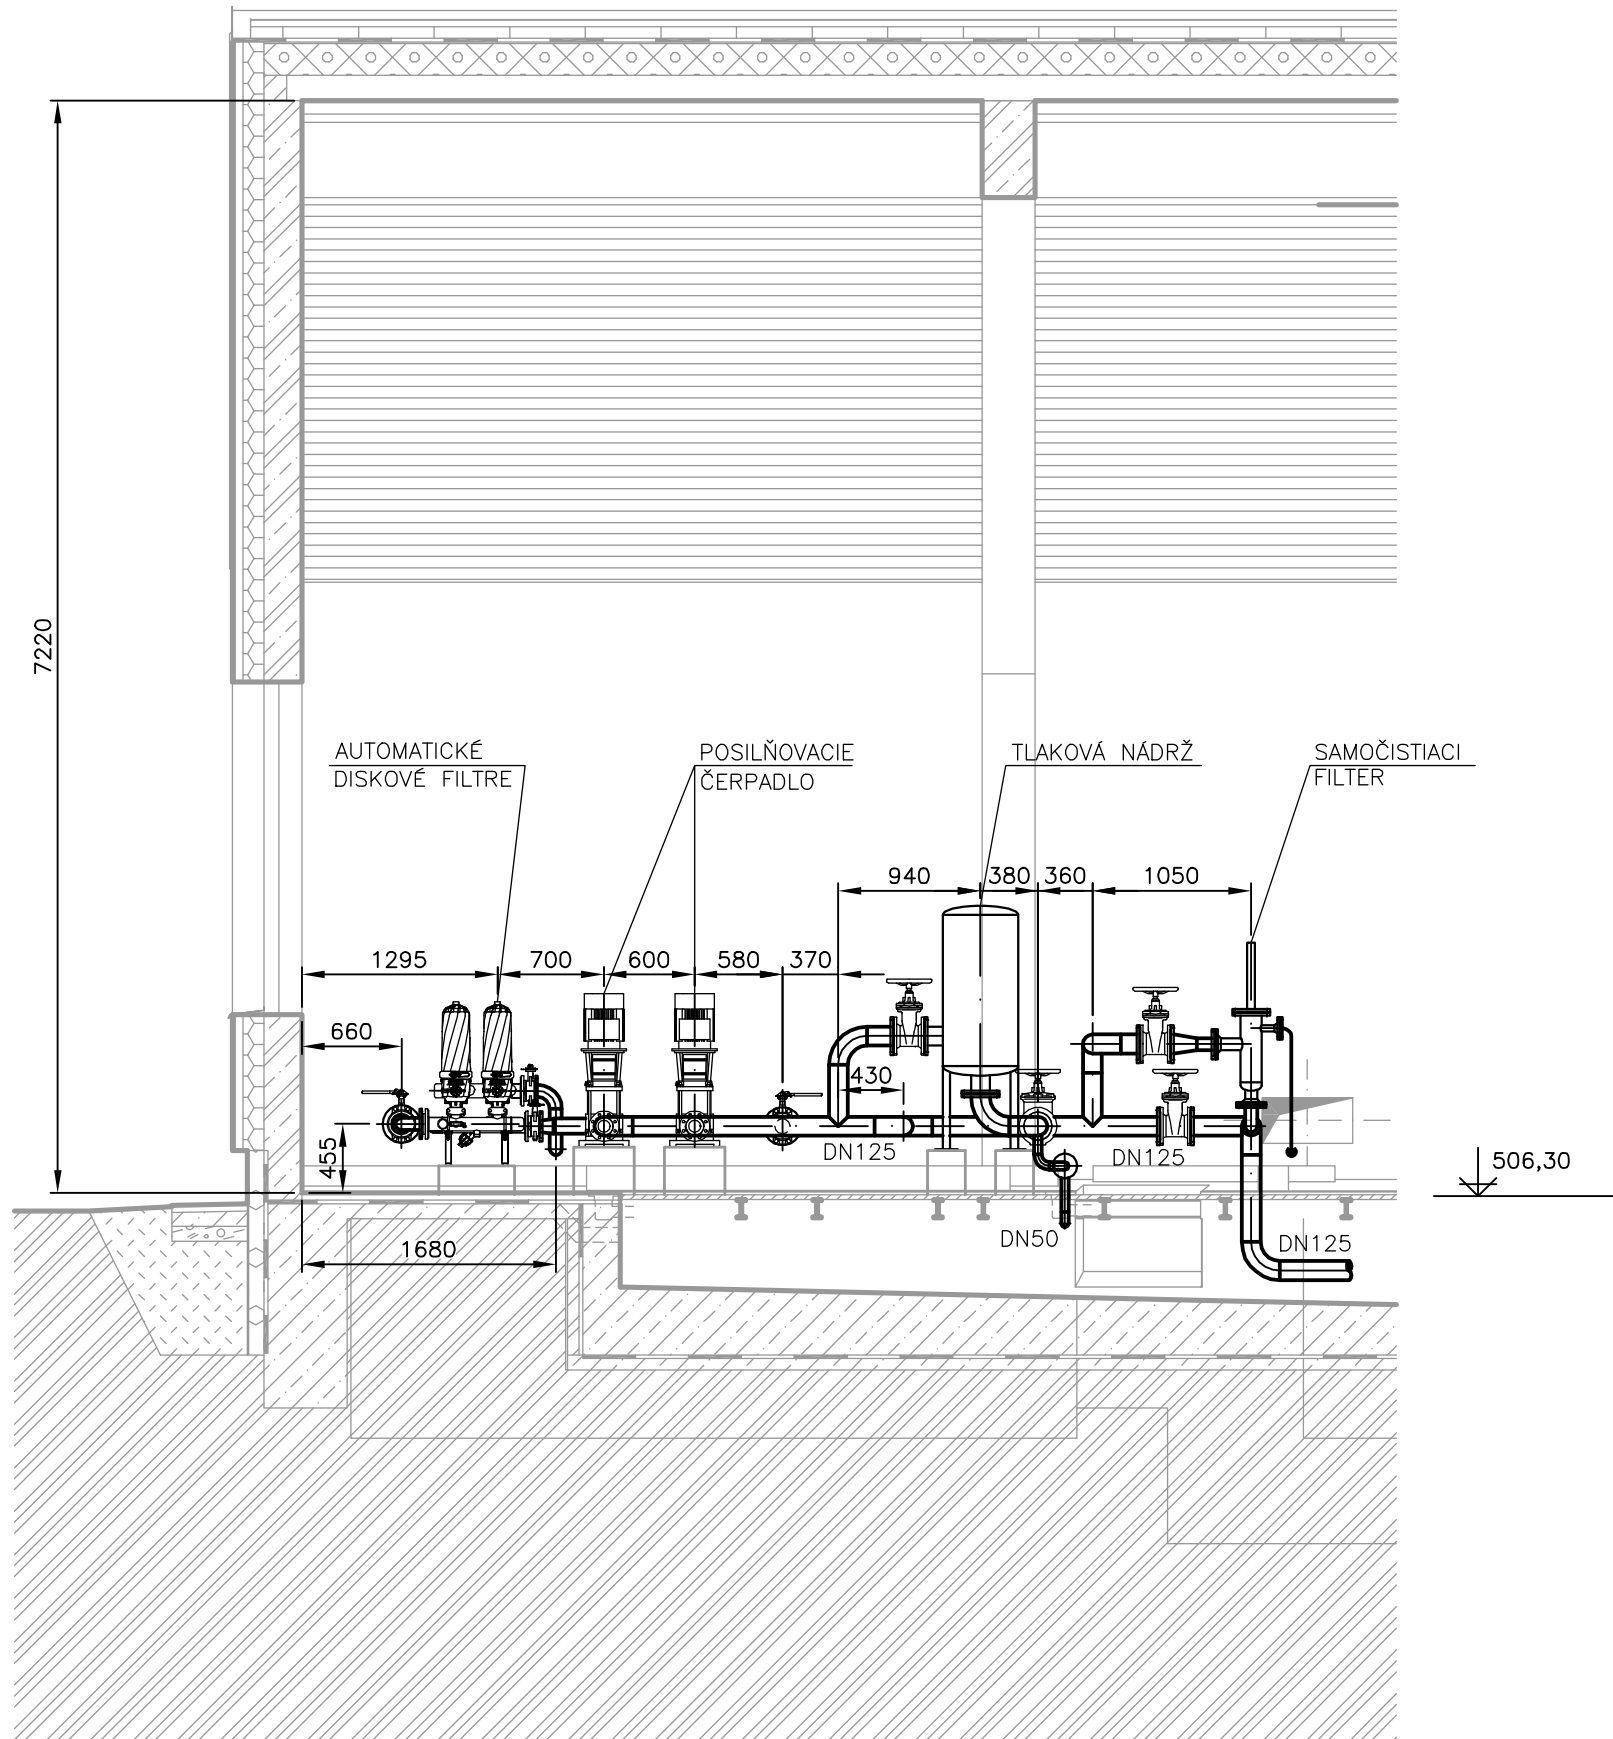 7220
AUTOMATICKÉ
DISKOVÉ FILTRE
POSILŇOVACIE
ČERPADLO
TLAKOVÁ NÁDRŽ
SAMOČISTIACI
FILTER
940
380
360
1050
1295
700
600
580
370
660
430
455
DN125
DN125
506,30
1680
DN50
DN125